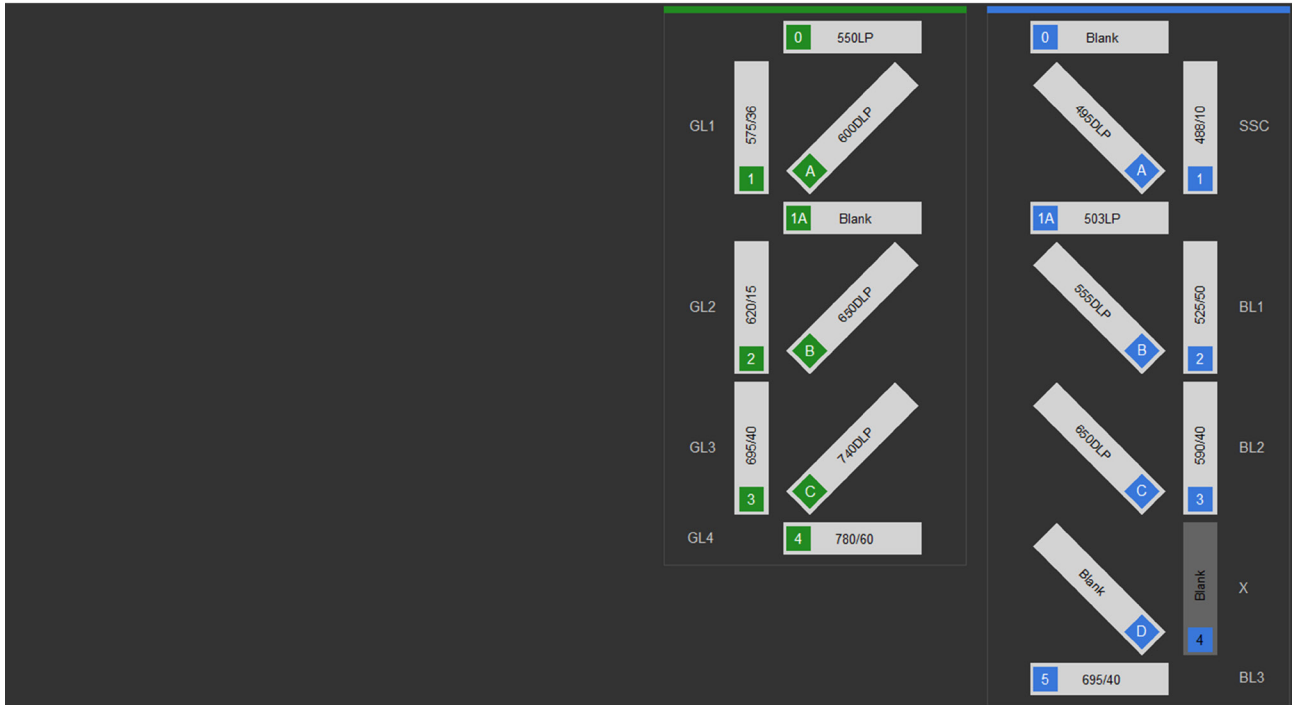 0 550LP
GL1
575/36
1
600DLP
A
1A Blank
GL2
620/15
2
650DLP
B
GL3
695/40
3
740DLP
C
GL4
4 780/60
0 Blank
495DLP
A
488/10
1
SSC
1A 503LP
555DLP
B
525/50
2
BL1
650DLP
C
590/40
3
BL2
Blank
D
Blank
4
X
5 695/40
BL3